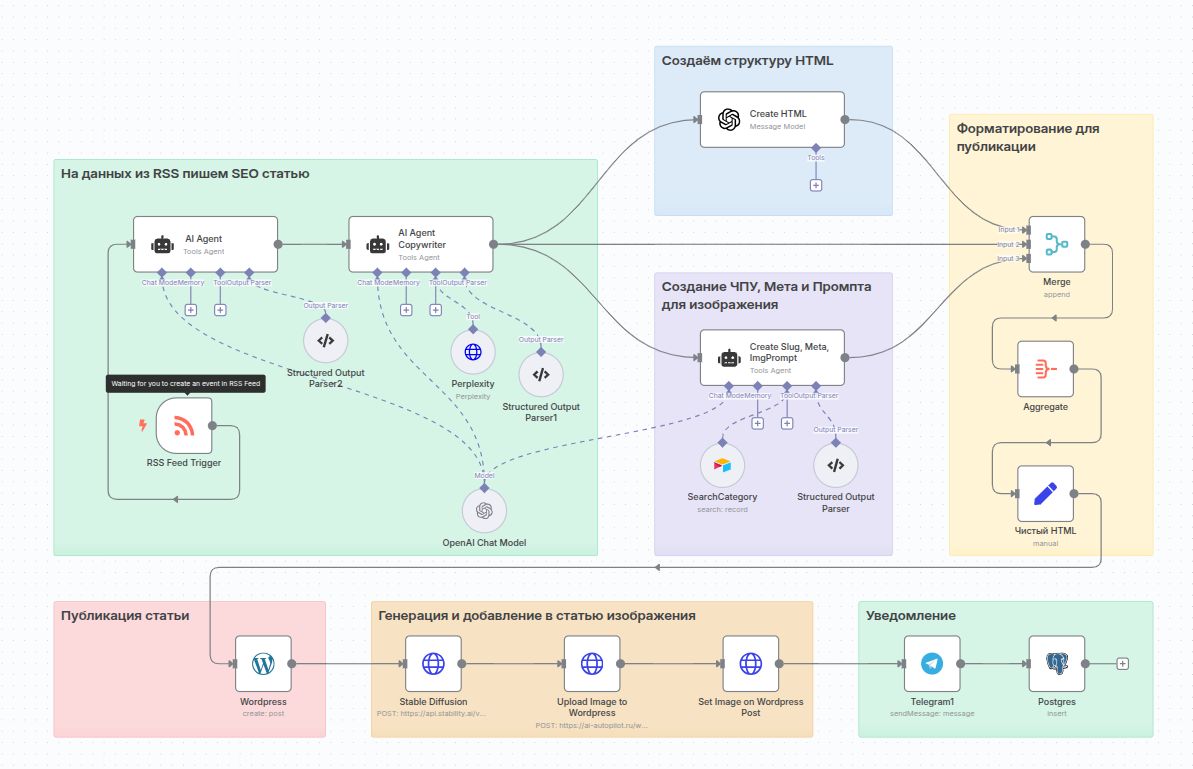 Создаём структуру HTML
Create HTML
Message Model
Tools
Форматирование для
публикации
Input 1
Input 2
Input 3
Merge
append
Aggregate
Чистый HTML
manual
На данных из RSS пишем SEO статью
AI Agent
Tools Agent
Chat Mode
Memory
Tool
Output Parser
AI Agent
Copywriter
Tools Agent
Chat Mode
Memory
Tool
Output Parser
Output Parser
Structured Output
Parser2
Tool
Perplexity
Perplexity
Output Parser
Structured Output
Parser1
Waiting for you to create an event in RSS Feed
RSS Feed Trigger
Model
OpenAI Chat Model
Создание ЧПУ, Мета и Промпта
для изображения
Create Slug, Meta,
ImgPrompt
Tools Agent
Chat Mode
Memory
Tool
Output Parser
SearchCategory
search: record
Output Parser
Structured Output
Parser
Публикация статьи
Wordpress
create: post
Генерация и добавление в статью изображения
Stable Diffusion
POST: https://api.stability.ai/v...
Upload Image to
Wordpress
POST: https://ai-autopilot.ru/w...
Set Image on Wordpress
Post
Уведомление
Telegram1
sendMessage: message
Postgres
insert